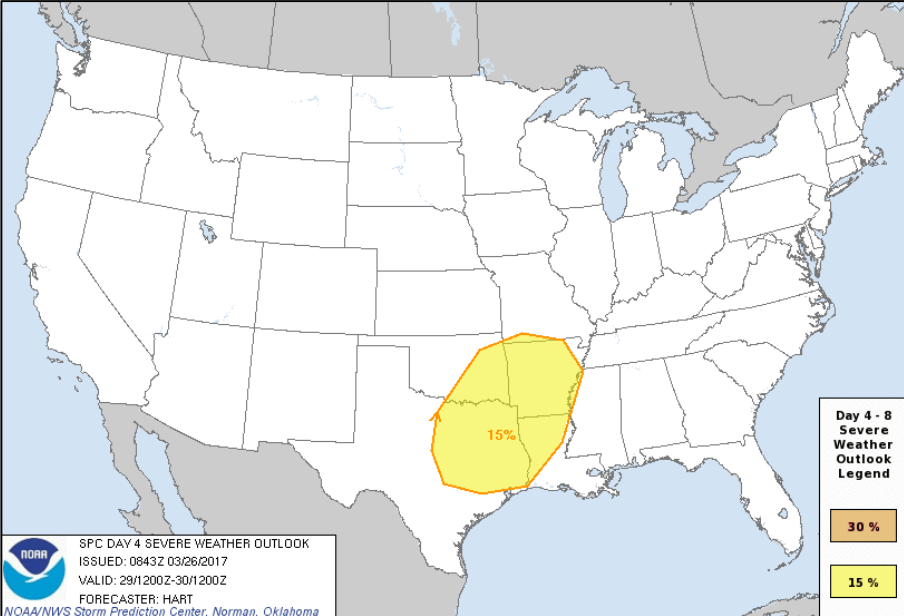 15%
Day 4 - 8
Severe
Weather
Outlook
Legend
30 %
15 %
NOAA
SPC DAY 4 SEVERE WEATHER OUTLOOK
ISSUED: 0843Z 03/26/2017
VALID: 29/1200Z-30/1200Z
FORECASTER: HART
NOAA/NWS Storm Prediction Center, Norman, Oklahoma